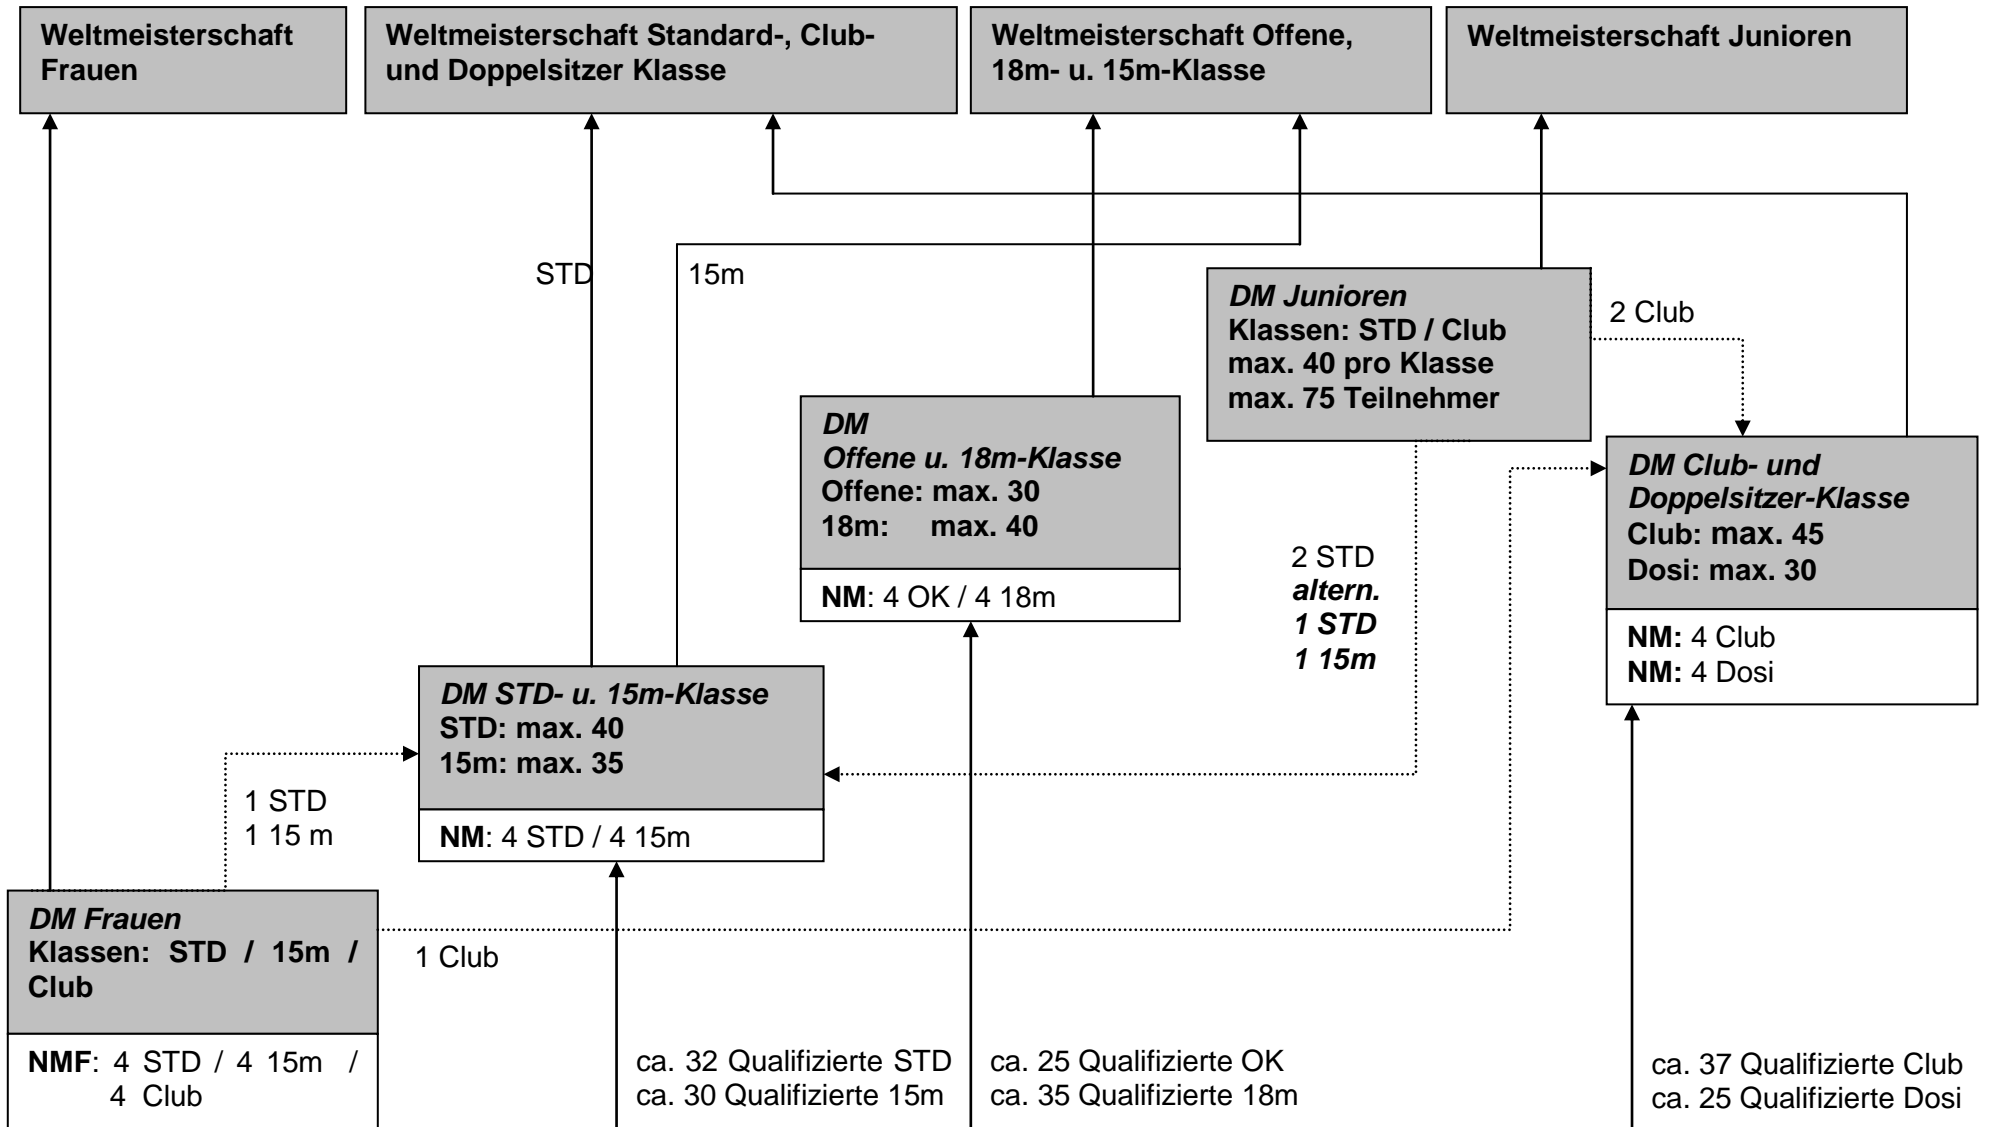 Weltmeisterschaft
Frauen
Weltmeisterschaft Standard-, Club-
und Doppelsitzer Klasse
Weltmeisterschaft Offene,
18m- u. 15m-Klasse
Weltmeisterschaft Junioren
STD
15m
DM Junioren
Klassen: STD / Club
max. 40 pro Klasse
max. 75 Teilnehmer
2 Club
DM
Offene u. 18m-Klasse
Offene: max. 30
18m: max. 40
NM: 4 OK / 4 18m
2 STD
altern.
1 STD
1 15m
DM Club- und
Doppelsitzer-Klasse
Club: max. 45
Dosi: max. 30
NM: 4 Club
NM: 4 Dosi
DM STD- u. 15m-Klasse
STD: max. 40
15m: max. 35
NM: 4 STD / 4 15m
1 STD
1 15 m
DM Frauen
Klassen: STD / 15m /
Club
NMF: 4 STD / 4 15m /
4 Club
1 Club
ca. 32 Qualifizierte STD
ca. 30 Qualifizierte 15m
ca. 25 Qualifizierte OK
ca. 35 Qualifizierte 18m
ca. 37 Qualifizierte Club
ca. 25 Qualifizierte Dosi